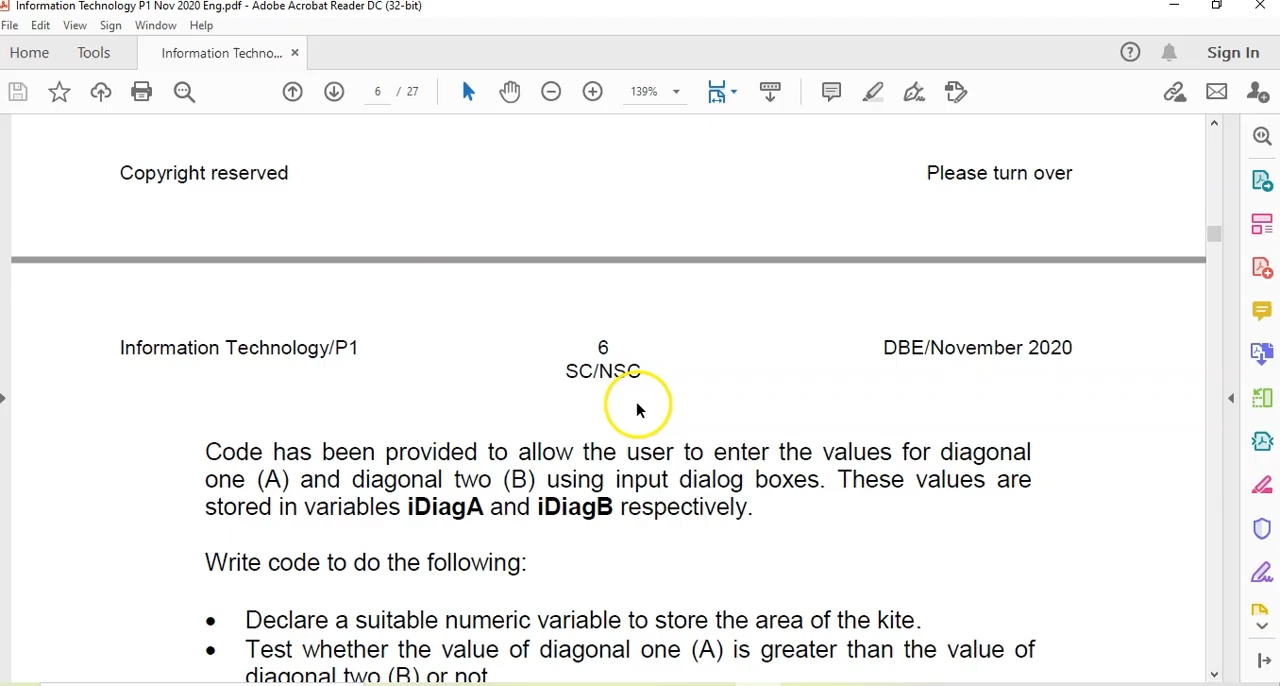 Information Technology P1 Nov 2020 Eng.pdf - Adobe Acrobat Reader DC (32-bit)
File Edit View Sign Window Help
Home Tools Information Techno... × Sign In
6 / 27 139%
Copyright reserved Please turn over
Information Technology/P1 6 DBE/November 2020
SC/NSC
Code has been provided to allow the user to enter the values for diagonal
one (A) and diagonal two (B) using input dialog boxes. These values are
stored in variables iDiagA and iDiagB respectively.
Write code to do the following:
• Declare a suitable numeric variable to store the area of the kite.
• Test whether the value of diagonal one (A) is greater than the value of
diagonal two (B) or not